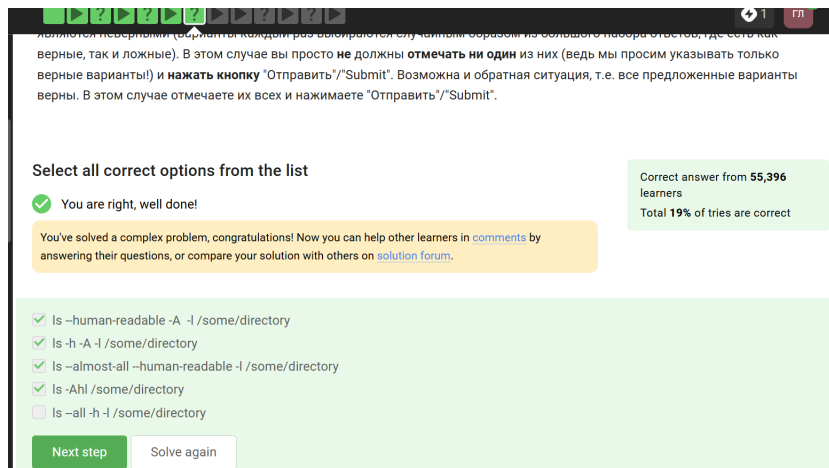 ? ? ? ? ?
1
ГЛ
являются неверными (варианты каждый раз выбираются случайным образом из большого набора ответов, где есть как
верные, так и ложные). В этом случае вы просто не должны отмечать ни один из них (ведь мы просим указывать только
верные варианты!) и нажать кнопку "Отправить"/"Submit". Возможна и обратная ситуация, т.е. все предложенные варианты
верны. В этом случае отмечаете их всех и нажимаете "Отправить"/"Submit".
Select all correct options from the list
You are right, well done!
You've solved a complex problem, congratulations! Now you can help other learners in comments by
answering their questions, or compare your solution with others on solution forum.
Correct answer from 55,396
learners
Total 19% of tries are correct
ls --human-readable -A -l /some/directory
ls -h -A -l /some/directory
ls --almost-all --human-readable -l /some/directory
ls -Ahl /some/directory
ls --all -h -l /some/directory
Next step
Solve again